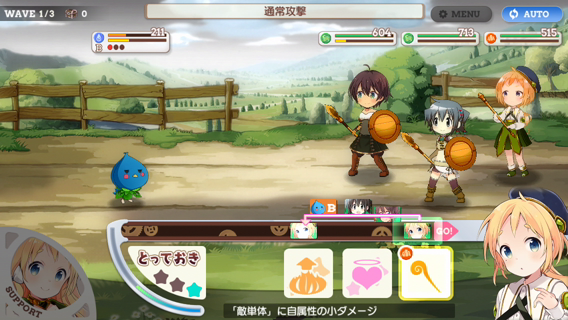 WAVE 1/3 0
通常攻撃
MENU
AUTO
211
B
604
713
515
B
GO!
とっておき
SUPPORT
「敵単体」に自属性の小ダメージ